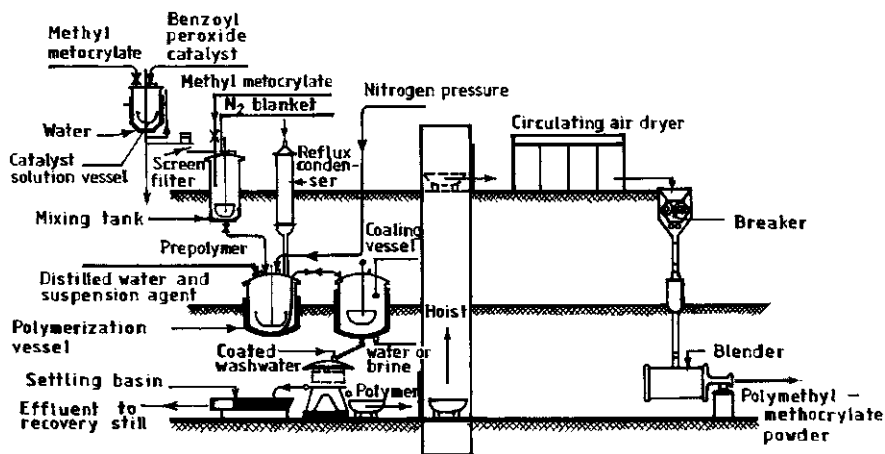 Methyl
metocrylate
Benzoyl
peroxide
catalyst
Methyl metocrylate
N2 blanket
Nitrogen pressure
Circulating air dryer
Water
Catalyst
solution vessel
Screen
filter
Reflux
conden-
ser
Mixing tank
Breaker
Prepolymer
Coaling
vessel
Distilled water and
suspension agent
Hoist
Polymerization
vessel
Coated
washwater
water or
brine
Blender
Settling basin
Polymer
Effluent to
recovery still
Polymethyl -
methocrylate
powder